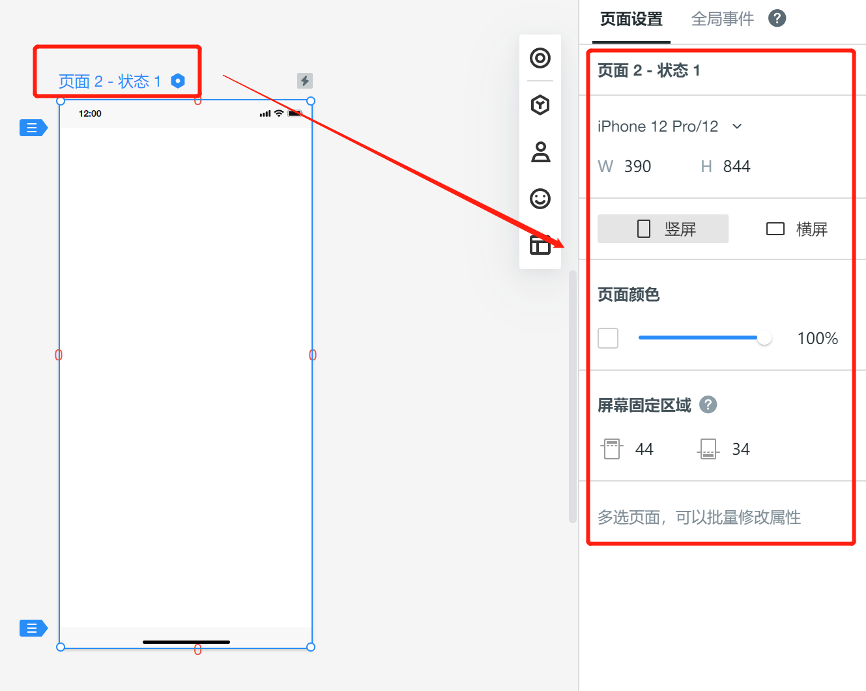 页面设置 全局事件 ?
页面 2 - 状态 1
页面 2 - 状态 1
12:00
iPhone 12 Pro/12
W 390 H 844
竖屏 横屏
页面颜色
100%
屏幕固定区域 ?
44 34
多选页面，可以批量修改属性